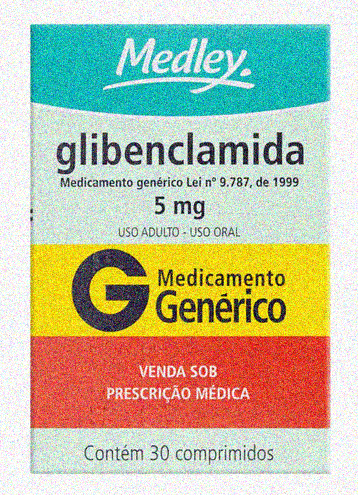 Medley.
glibenclamida
Medicamento genérico Lei nº 9.787, de 1999
5 mg
USO ADULTO - USO ORAL
G Medicamento
Genérico
VENDA SOB
PRESCRIÇÃO MÉDICA
Contém 30 comprimidos